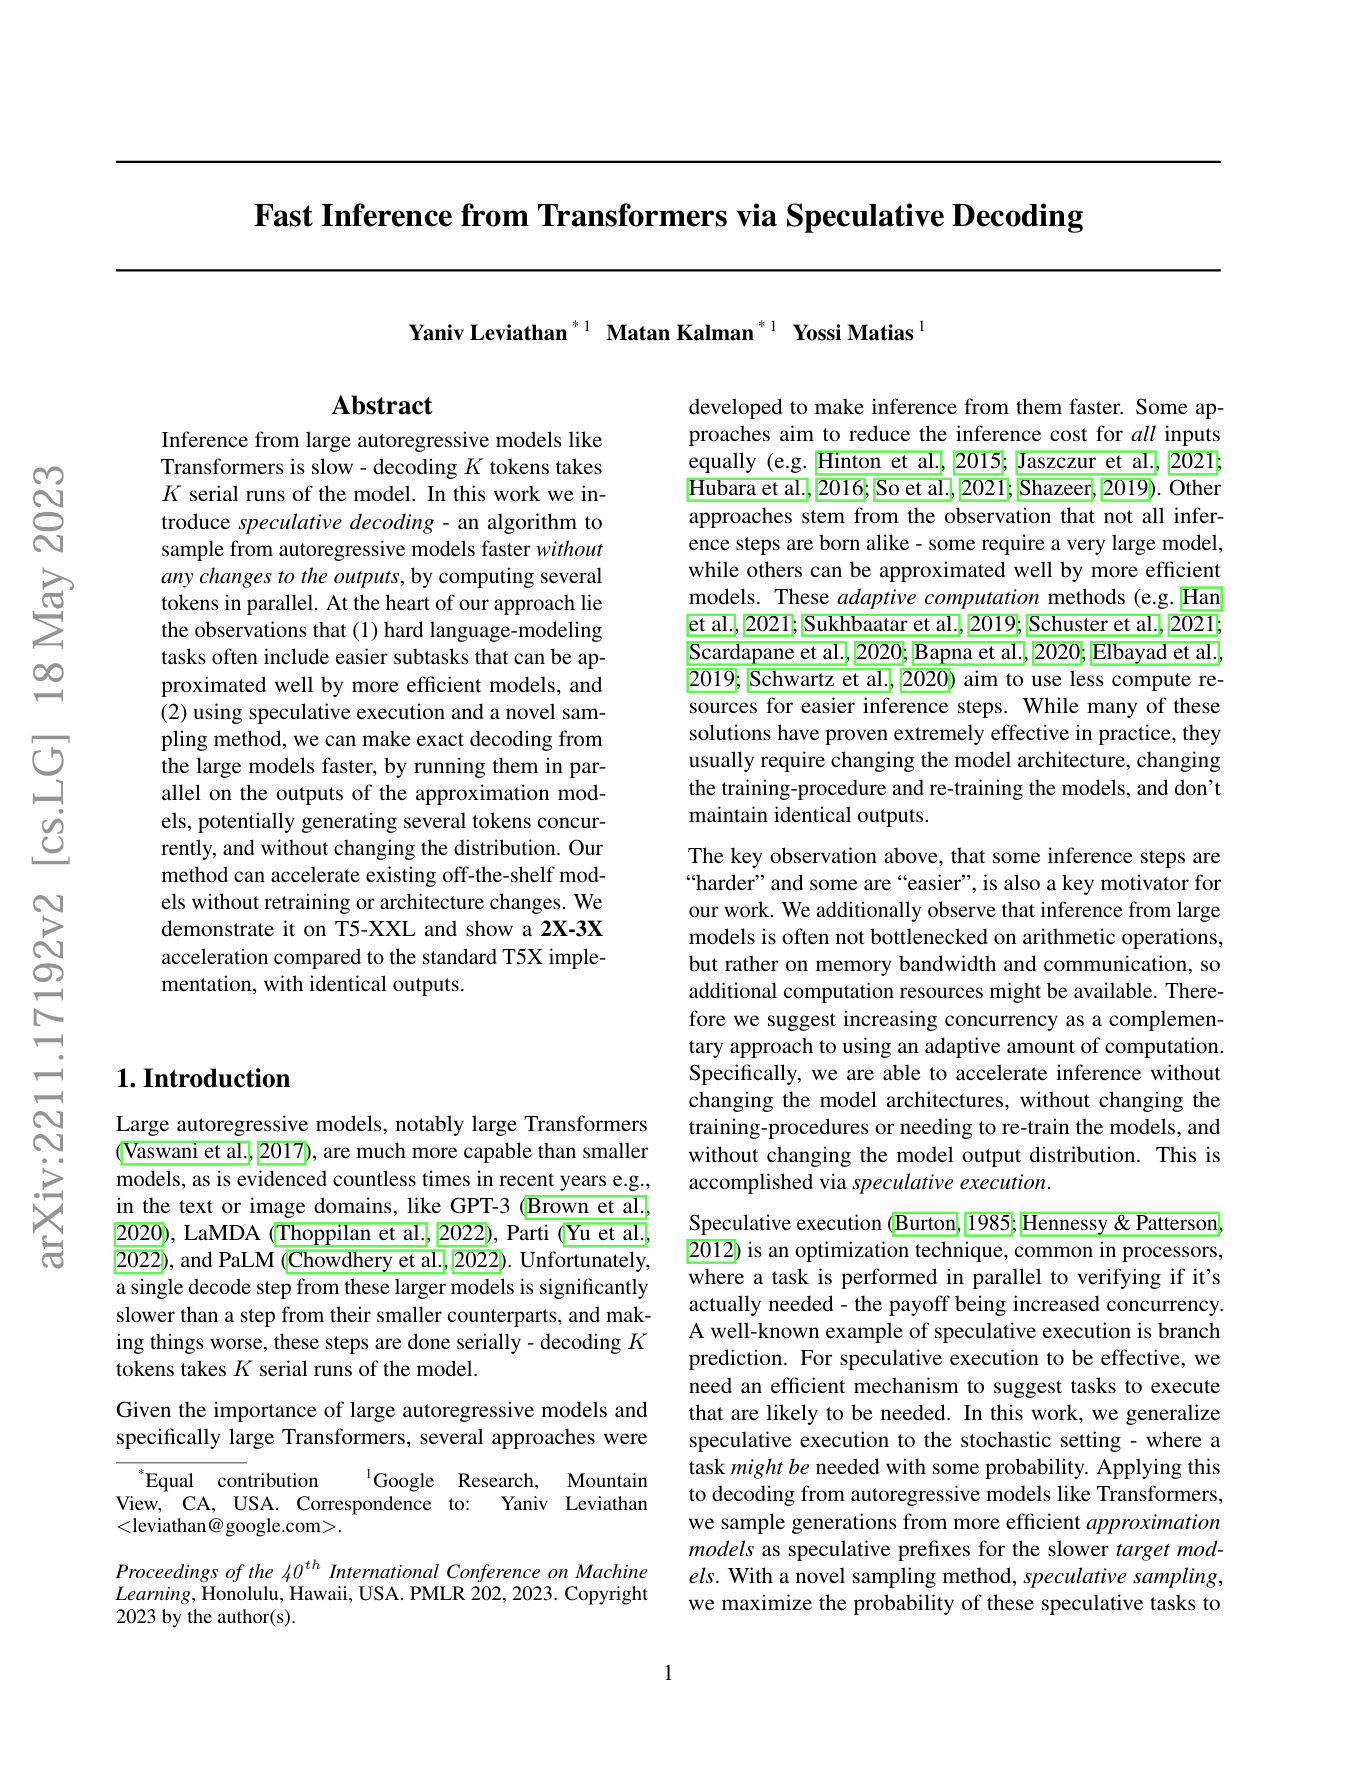 arXiv:2211.17192v2 [cs.LG] 18 May 2023
Fast Inference from Transformers via Speculative Decoding
Yaniv Leviathan * 1 Matan Kalman * 1 Yossi Matias 1
Abstract
Inference from large autoregressive models like
Transformers is slow - decoding K tokens takes
K serial runs of the model. In this work we in-
troduce speculative decoding - an algorithm to
sample from autoregressive models faster without
any changes to the outputs, by computing several
tokens in parallel. At the heart of our approach lie
the observations that (1) hard language-modeling
tasks often include easier subtasks that can be ap-
proximated well by more efficient models, and
(2) using speculative execution and a novel sam-
pling method, we can make exact decoding from
the large models faster, by running them in par-
allel on the outputs of the approximation mod-
els, potentially generating several tokens concur-
rently, and without changing the distribution. Our
method can accelerate existing off-the-shelf mod-
els without retraining or architecture changes. We
demonstrate it on T5-XXL and show a 2X-3X
acceleration compared to the standard T5X imple-
mentation, with identical outputs.
1. Introduction
Large autoregressive models, notably large Transformers
(Vaswani et al., 2017), are much more capable than smaller
models, as is evidenced countless times in recent years e.g.,
in the text or image domains, like GPT-3 (Brown et al.,
2020), LaMDA (Thoppilan et al., 2022), Parti (Yu et al.,
2022), and PaLM (Chowdhery et al., 2022). Unfortunately,
a single decode step from these larger models is significantly
slower than a step from their smaller counterparts, and mak-
ing things worse, these steps are done serially - decoding K
tokens takes K serial runs of the model.
Given the importance of large autoregressive models and
specifically large Transformers, several approaches were
*Equal contribution 1Google Research, Mountain
View, CA, USA. Correspondence to: Yaniv Leviathan
<leviathan@google.com>.
Proceedings of the 40th International Conference on Machine
Learning, Honolulu, Hawaii, USA. PMLR 202, 2023. Copyright
2023 by the author(s).
developed to make inference from them faster. Some ap-
proaches aim to reduce the inference cost for all inputs
equally (e.g. Hinton et al., 2015; Jaszczur et al., 2021;
Hubara et al., 2016; So et al., 2021; Shazeer, 2019). Other
approaches stem from the observation that not all infer-
ence steps are born alike - some require a very large model,
while others can be approximated well by more efficient
models. These adaptive computation methods (e.g. Han
et al., 2021; Sukhbaatar et al., 2019; Schuster et al., 2021;
Scardapane et al., 2020; Bapna et al., 2020; Elbayad et al.,
2019; Schwartz et al., 2020) aim to use less compute re-
sources for easier inference steps. While many of these
solutions have proven extremely effective in practice, they
usually require changing the model architecture, changing
the training-procedure and re-training the models, and don't
maintain identical outputs.
The key observation above, that some inference steps are
“harder” and some are “easier”, is also a key motivator for
our work. We additionally observe that inference from large
models is often not bottlenecked on arithmetic operations,
but rather on memory bandwidth and communication, so
additional computation resources might be available. There-
fore we suggest increasing concurrency as a complemen-
tary approach to using an adaptive amount of computation.
Specifically, we are able to accelerate inference without
changing the model architectures, without changing the
training-procedures or needing to re-train the models, and
without changing the model output distribution. This is
accomplished via speculative execution.
Speculative execution (Burton, 1985; Hennessy & Patterson,
2012) is an optimization technique, common in processors,
where a task is performed in parallel to verifying if it's
actually needed - the payoff being increased concurrency.
A well-known example of speculative execution is branch
prediction. For speculative execution to be effective, we
need an efficient mechanism to suggest tasks to execute
that are likely to be needed. In this work, we generalize
speculative execution to the stochastic setting - where a
task might be needed with some probability. Applying this
to decoding from autoregressive models like Transformers,
we sample generations from more efficient approximation
models as speculative prefixes for the slower target mod-
els. With a novel sampling method, speculative sampling,
we maximize the probability of these speculative tasks to
1